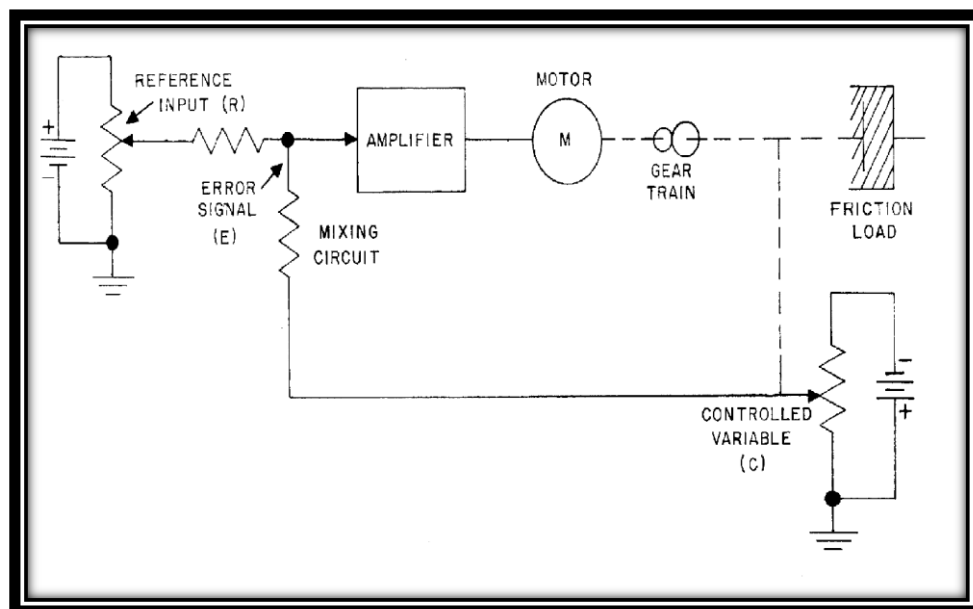 REFERENCE
INPUT (R)
+
−
ERROR
SIGNAL
(E)
MIXING
CIRCUIT
AMPLIFIER
MOTOR
M
GEAR
TRAIN
FRICTION
LOAD
CONTROLLED
VARIABLE
(C)
−
+